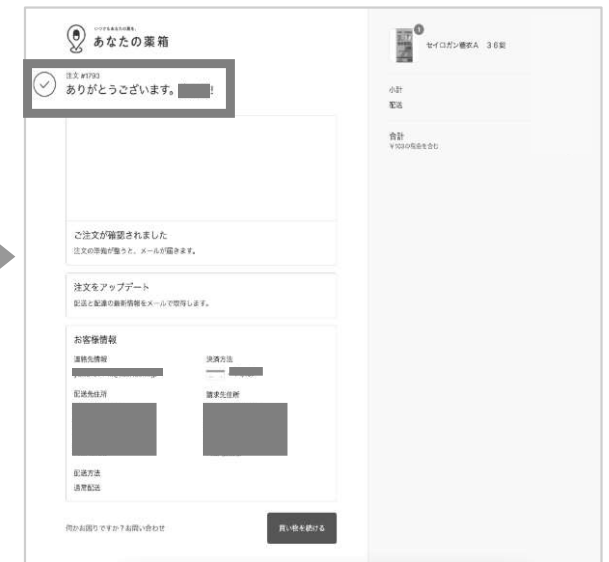 いつでもあなたの薬を。
あなたの薬箱
注文 #1793
ありがとうございます。 !
ご注文が確認されました
注文の準備が整うと、メールが届きます。
注文をアップデート
配送と配達の最新情報をメールで取得します。
お客様情報
連絡先情報
決済方法
配送先住所
請求先住所
配送方法
通常配送
何かお困りですか？お問い合わせ
買い物を続ける
1
セイロガン糖衣A 36錠
小計
配送
合計
¥103の税金を含む